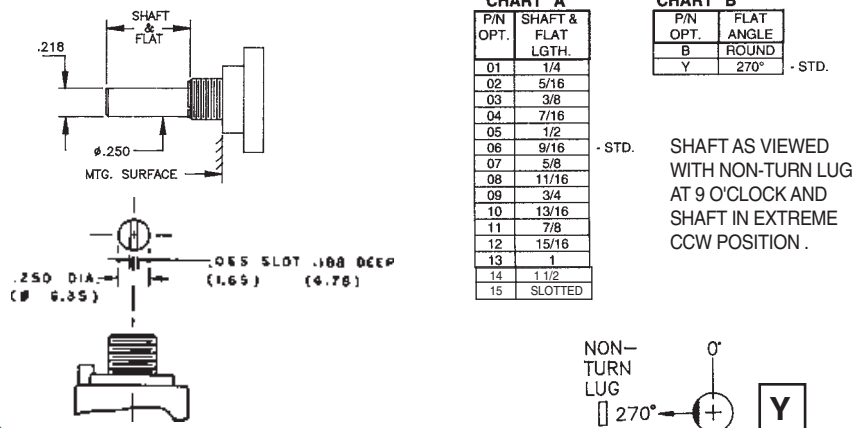 SHAFT
&
FLAT
.218
ø.250
MTG. SURFACE
.250 DIA.
(ø 6.35)
.065 SLOT .188 DEEP
(1.65) (4.78)
CHART A
P/N OPT. SHAFT & FLAT LGTH.
01 1/4
02 5/16
03 3/8
04 7/16
05 1/2
06 9/16 - STD.
07 5/8
08 11/16
09 3/4
10 13/16
11 7/8
12 15/16
13 1
14 1 1/2
15 SLOTTED
CHART B
P/N OPT. FLAT ANGLE
B ROUND
Y 270° - STD.
SHAFT AS VIEWED
WITH NON-TURN LUG
AT 9 O'CLOCK AND
SHAFT IN EXTREME
CCW POSITION .
NON-
TURN
LUG
0°
270°
Y